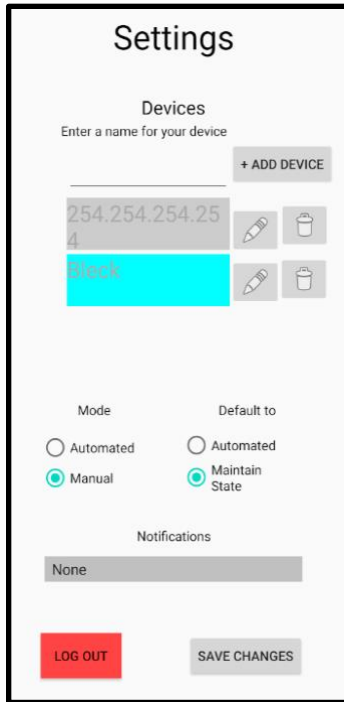 Settings
Devices
Enter a name for your device
+ ADD DEVICE
254.254.254.25
4
Bleck
Mode Default to
Automated Automated
Manual Maintain
State
Notifications
None
LOG OUT SAVE CHANGES